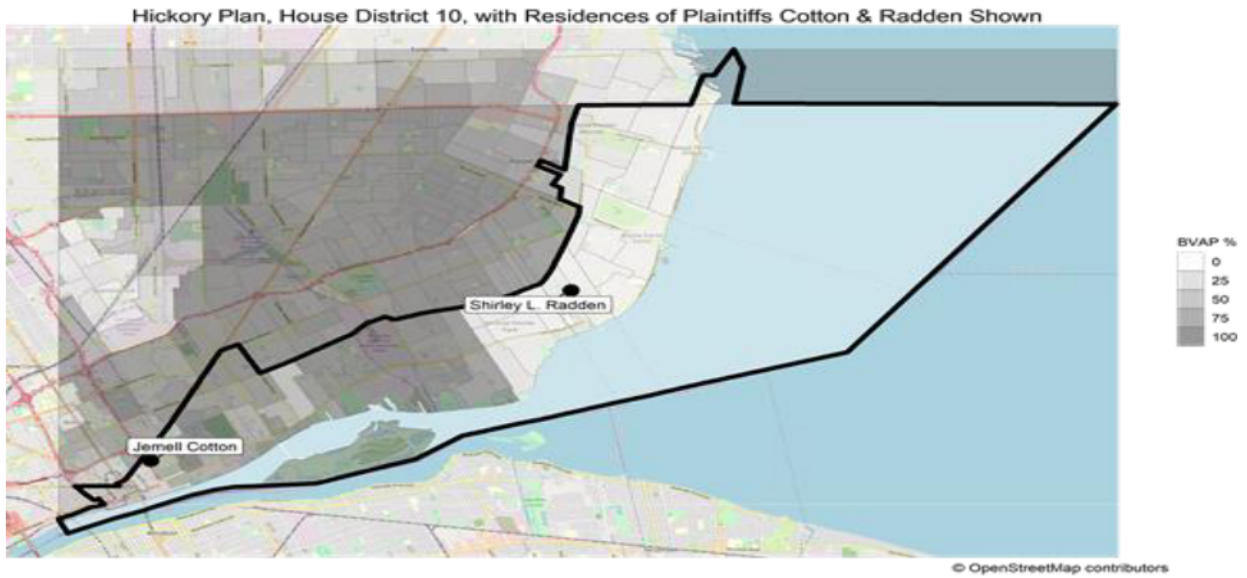 Hickory Plan, House District 10, with Residences of Plaintiffs Cotton & Radden Shown
Shirley L. Radden
Jemell Cotton
BVAP %
0
25
50
75
100
© OpenStreetMap contributors